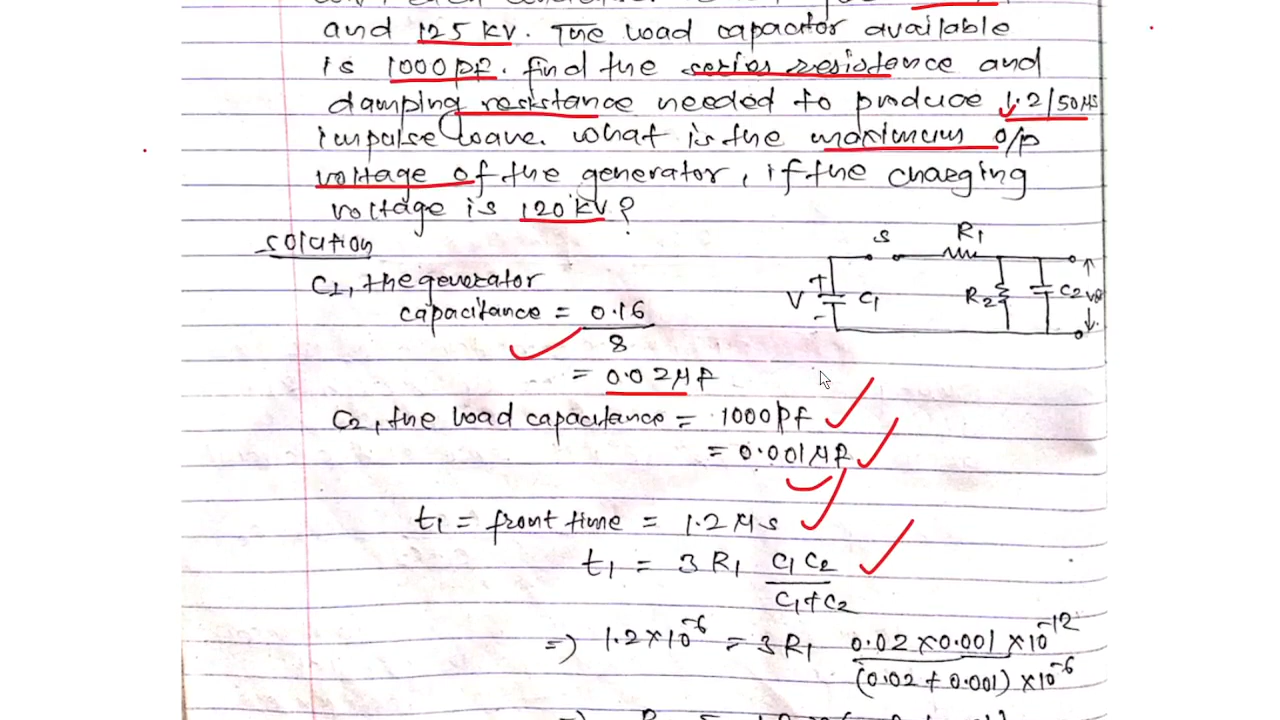 and 125 kV. The load capacitor available
is 1000 pF. find the series resistance and
damping resistance needed to produce 1.2/50 μs
impulse wave. what is the maximum o/p
voltage of the generator, if the charging
voltage is 120 kV?
solution
C1, the generator
capacitance = 0.16
8
= 0.02 μF
S
R1
V
+
-
C1
R2
C2
C2, the load capacitance = 1000 pF
= 0.001 μF
t1 = front time = 1.2 μs
t1 = 3 R1 C1 C2
C1 + C2
=) 1.2×10⁻⁶ = 3 R1 0.02 × 0.001 × 10⁻¹²
(0.02 + 0.001) × 10⁻⁶